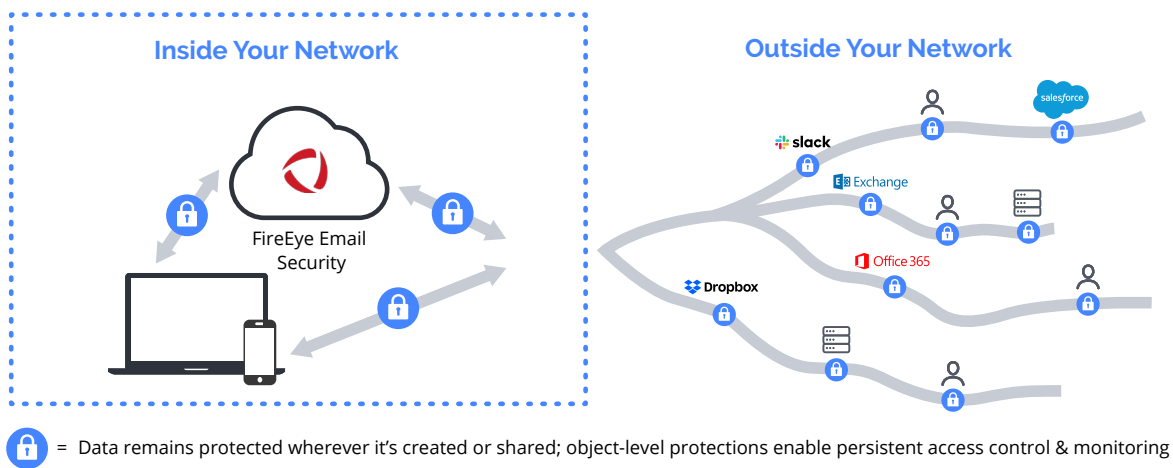 Inside Your Network
Outside Your Network
FireEye Email
Security
slack
salesforce
Exchange
Office 365
Dropbox
= Data remains protected wherever it’s created or shared; object-level protections enable persistent access control & monitoring